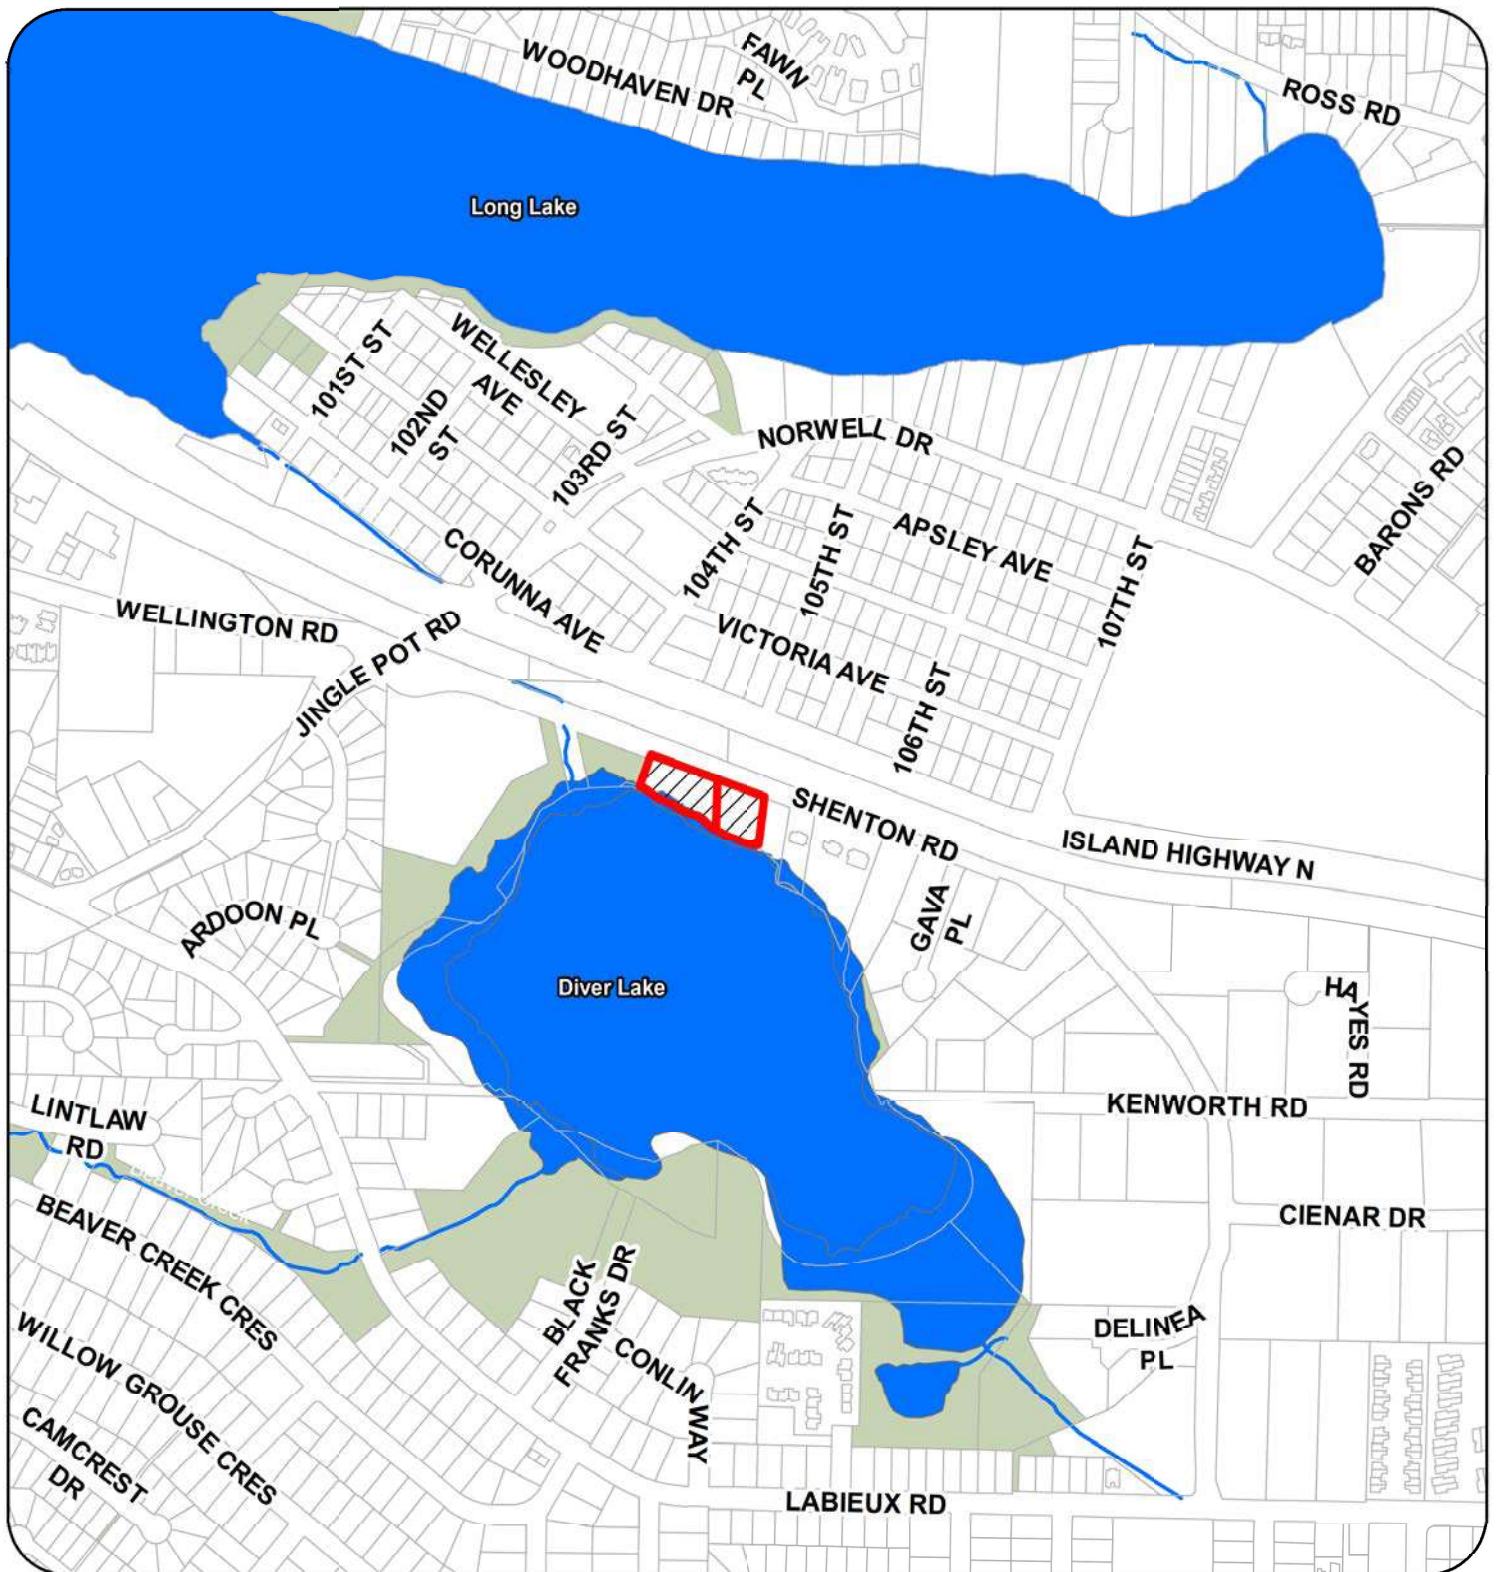 WOODHAVEN DR
FAWN
PL
ROSS RD
Long Lake
101ST ST
WELLESLEY
AVE
102ND
ST
103RD ST
NORWELL DR
BARONS RD
104TH ST
105TH ST
APSLEY AVE
107TH ST
CORUNNA AVE
WELLINGTON RD
JINGLE POT RD
VICTORIA AVE
106TH ST
SHENTON RD
ISLAND HIGHWAY N
ARDOON PL
GAVA
PL
Diver Lake
HAYES RD
LINTLAW
RD
KENWORTH RD
Beaver Creek
BEAVER CREEK CRES
CIENAR DR
BLACK
FRANKS DR
WILLOW GROUSE CRES
CONLIN WAY
DELINEA
PL
CAMCREST
DR
LABIEUX RD